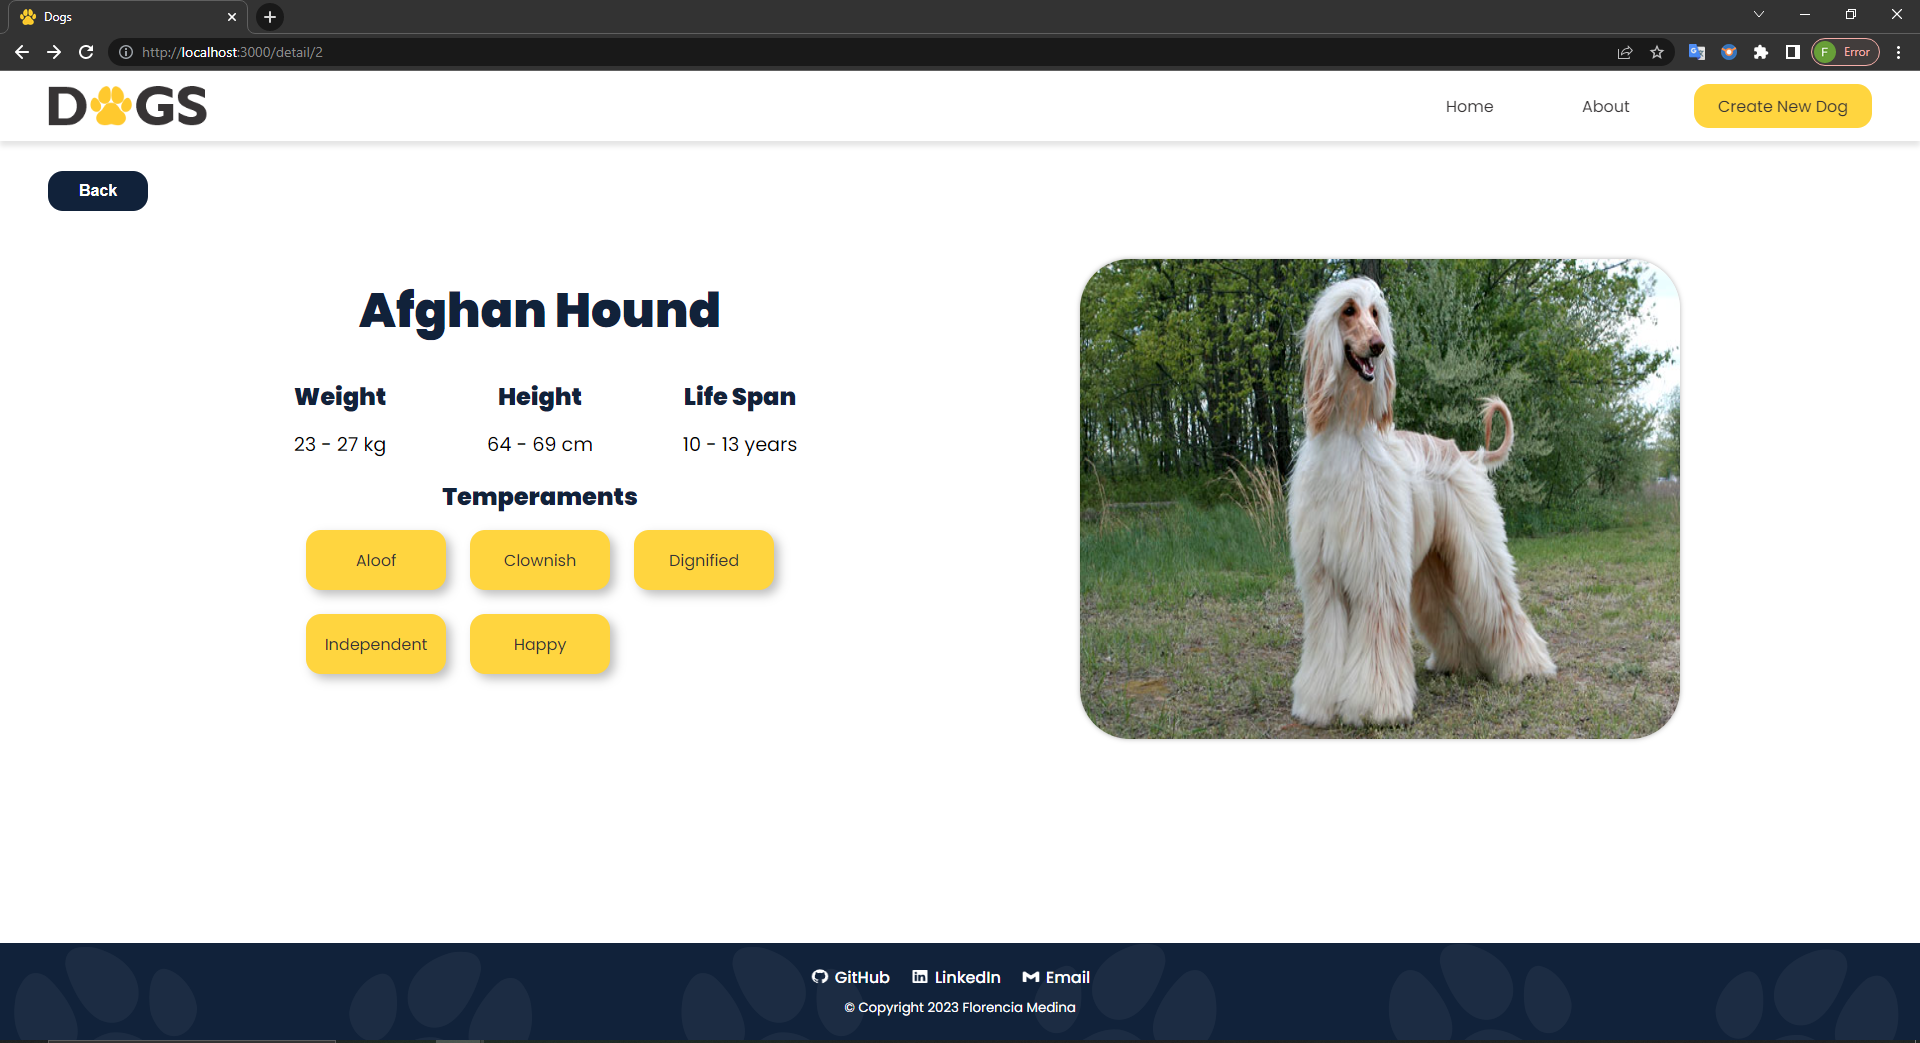 Dogs
http://localhost:3000/detail/2
F Error
DOGS
Home About Create New Dog
Back
Afghan Hound
Weight Height Life Span
23 - 27 kg 64 - 69 cm 10 - 13 years
Temperaments
Aloof Clownish Dignified
Independent Happy
GitHub LinkedIn Email
© Copyright 2023 Florencia Medina